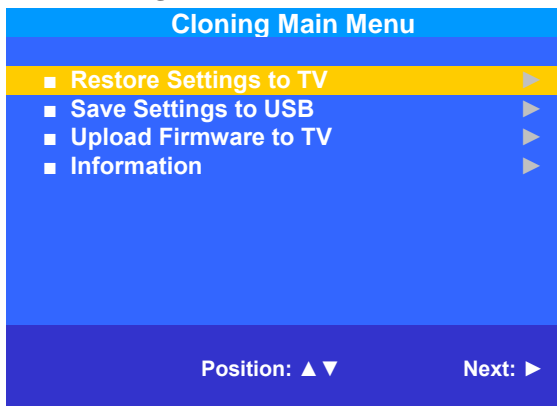 Cloning Main Menu
■ Restore Settings to TV ►
■ Save Settings to USB ►
■ Upload Firmware to TV ►
■ Information ►
Position: ▲▼ Next: ►